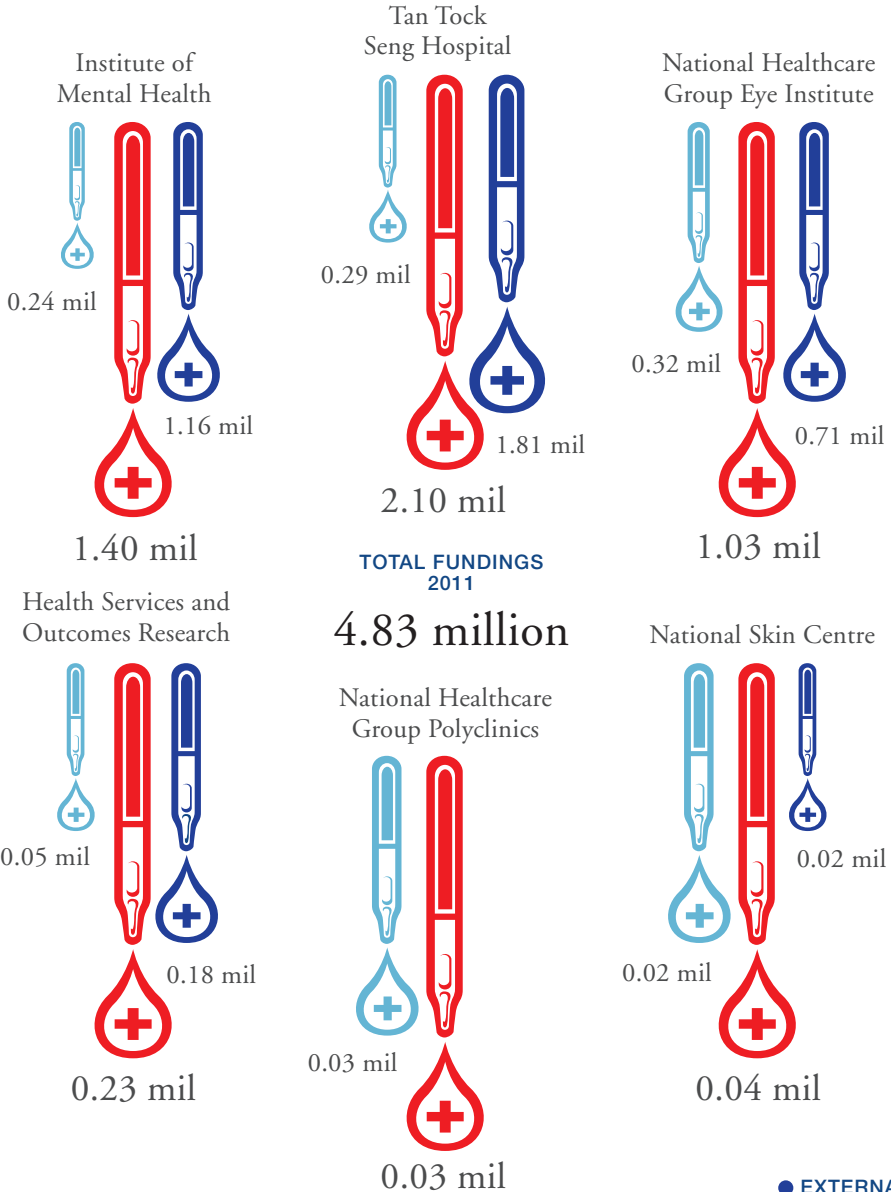 Institute of
Mental Health
0.24 mil
1.16 mil
1.40 mil
Tan Tock
Seng Hospital
0.29 mil
1.81 mil
2.10 mil
National Healthcare
Group Eye Institute
0.32 mil
0.71 mil
1.03 mil
TOTAL FUNDINGS
2011
4.83 million
Health Services and
Outcomes Research
0.05 mil
0.18 mil
0.23 mil
National Healthcare
Group Polyclinics
0.03 mil
0.03 mil
National Skin Centre
0.02 mil
0.02 mil
0.04 mil